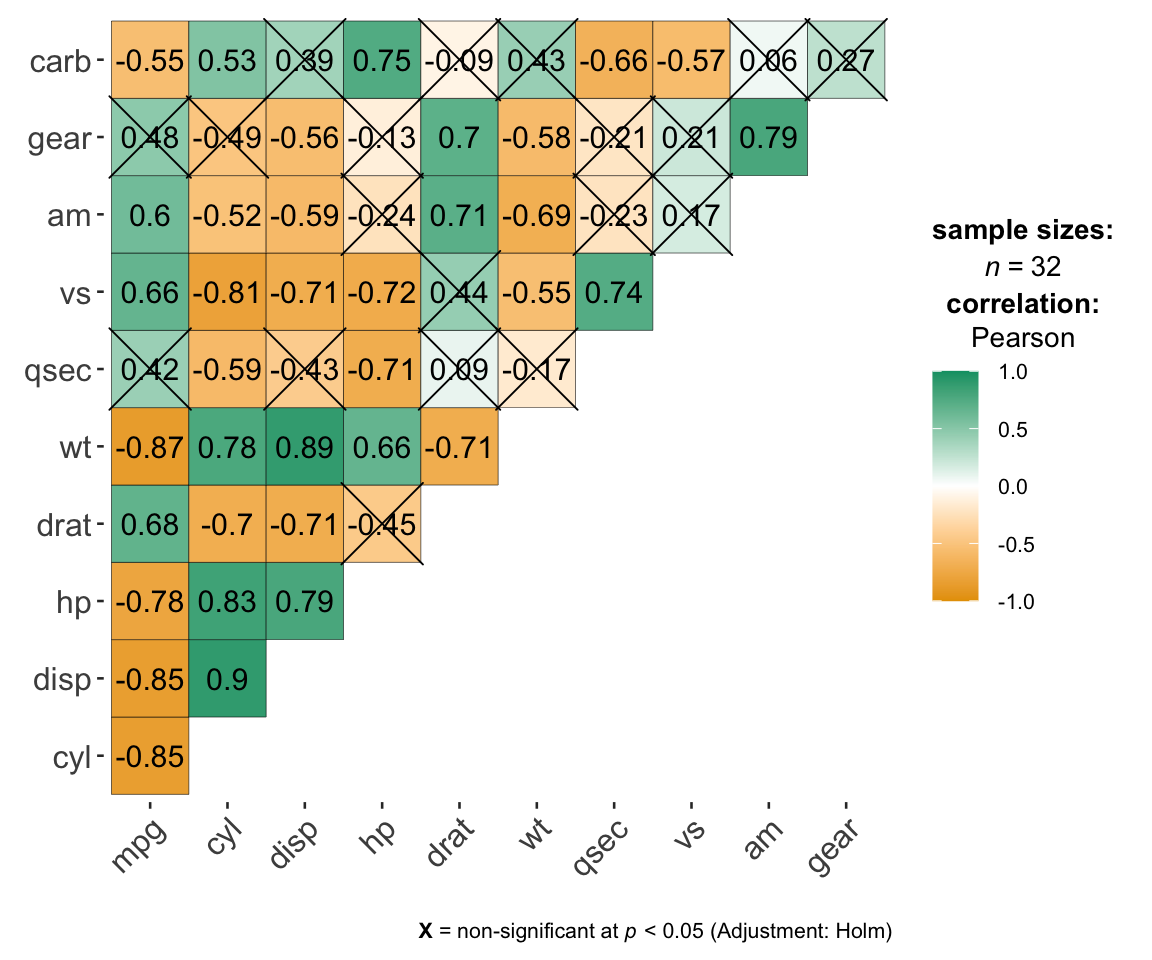 carb -0.55 0.53 0.39 0.75 -0.09 0.43 -0.66 -0.57 0.06 0.27
gear 0.48 -0.49 -0.56 -0.13 0.7 -0.58 -0.21 0.21 0.79
am 0.6 -0.52 -0.59 -0.24 0.71 -0.69 -0.23 0.17
vs 0.66 -0.81 -0.71 -0.72 0.44 -0.55 0.74
qsec 0.42 -0.59 -0.43 -0.71 0.09 -0.17
wt -0.87 0.78 0.89 0.66 -0.71
drat 0.68 -0.7 -0.71 -0.45
hp -0.78 0.83 0.79
disp -0.85 0.9
cyl -0.85
mpg cyl disp hp drat wt qsec vs am gear
sample sizes:
n = 32
correlation:
Pearson
1.0
0.5
0.0
-0.5
-1.0
X = non-significant at p < 0.05 (Adjustment: Holm)